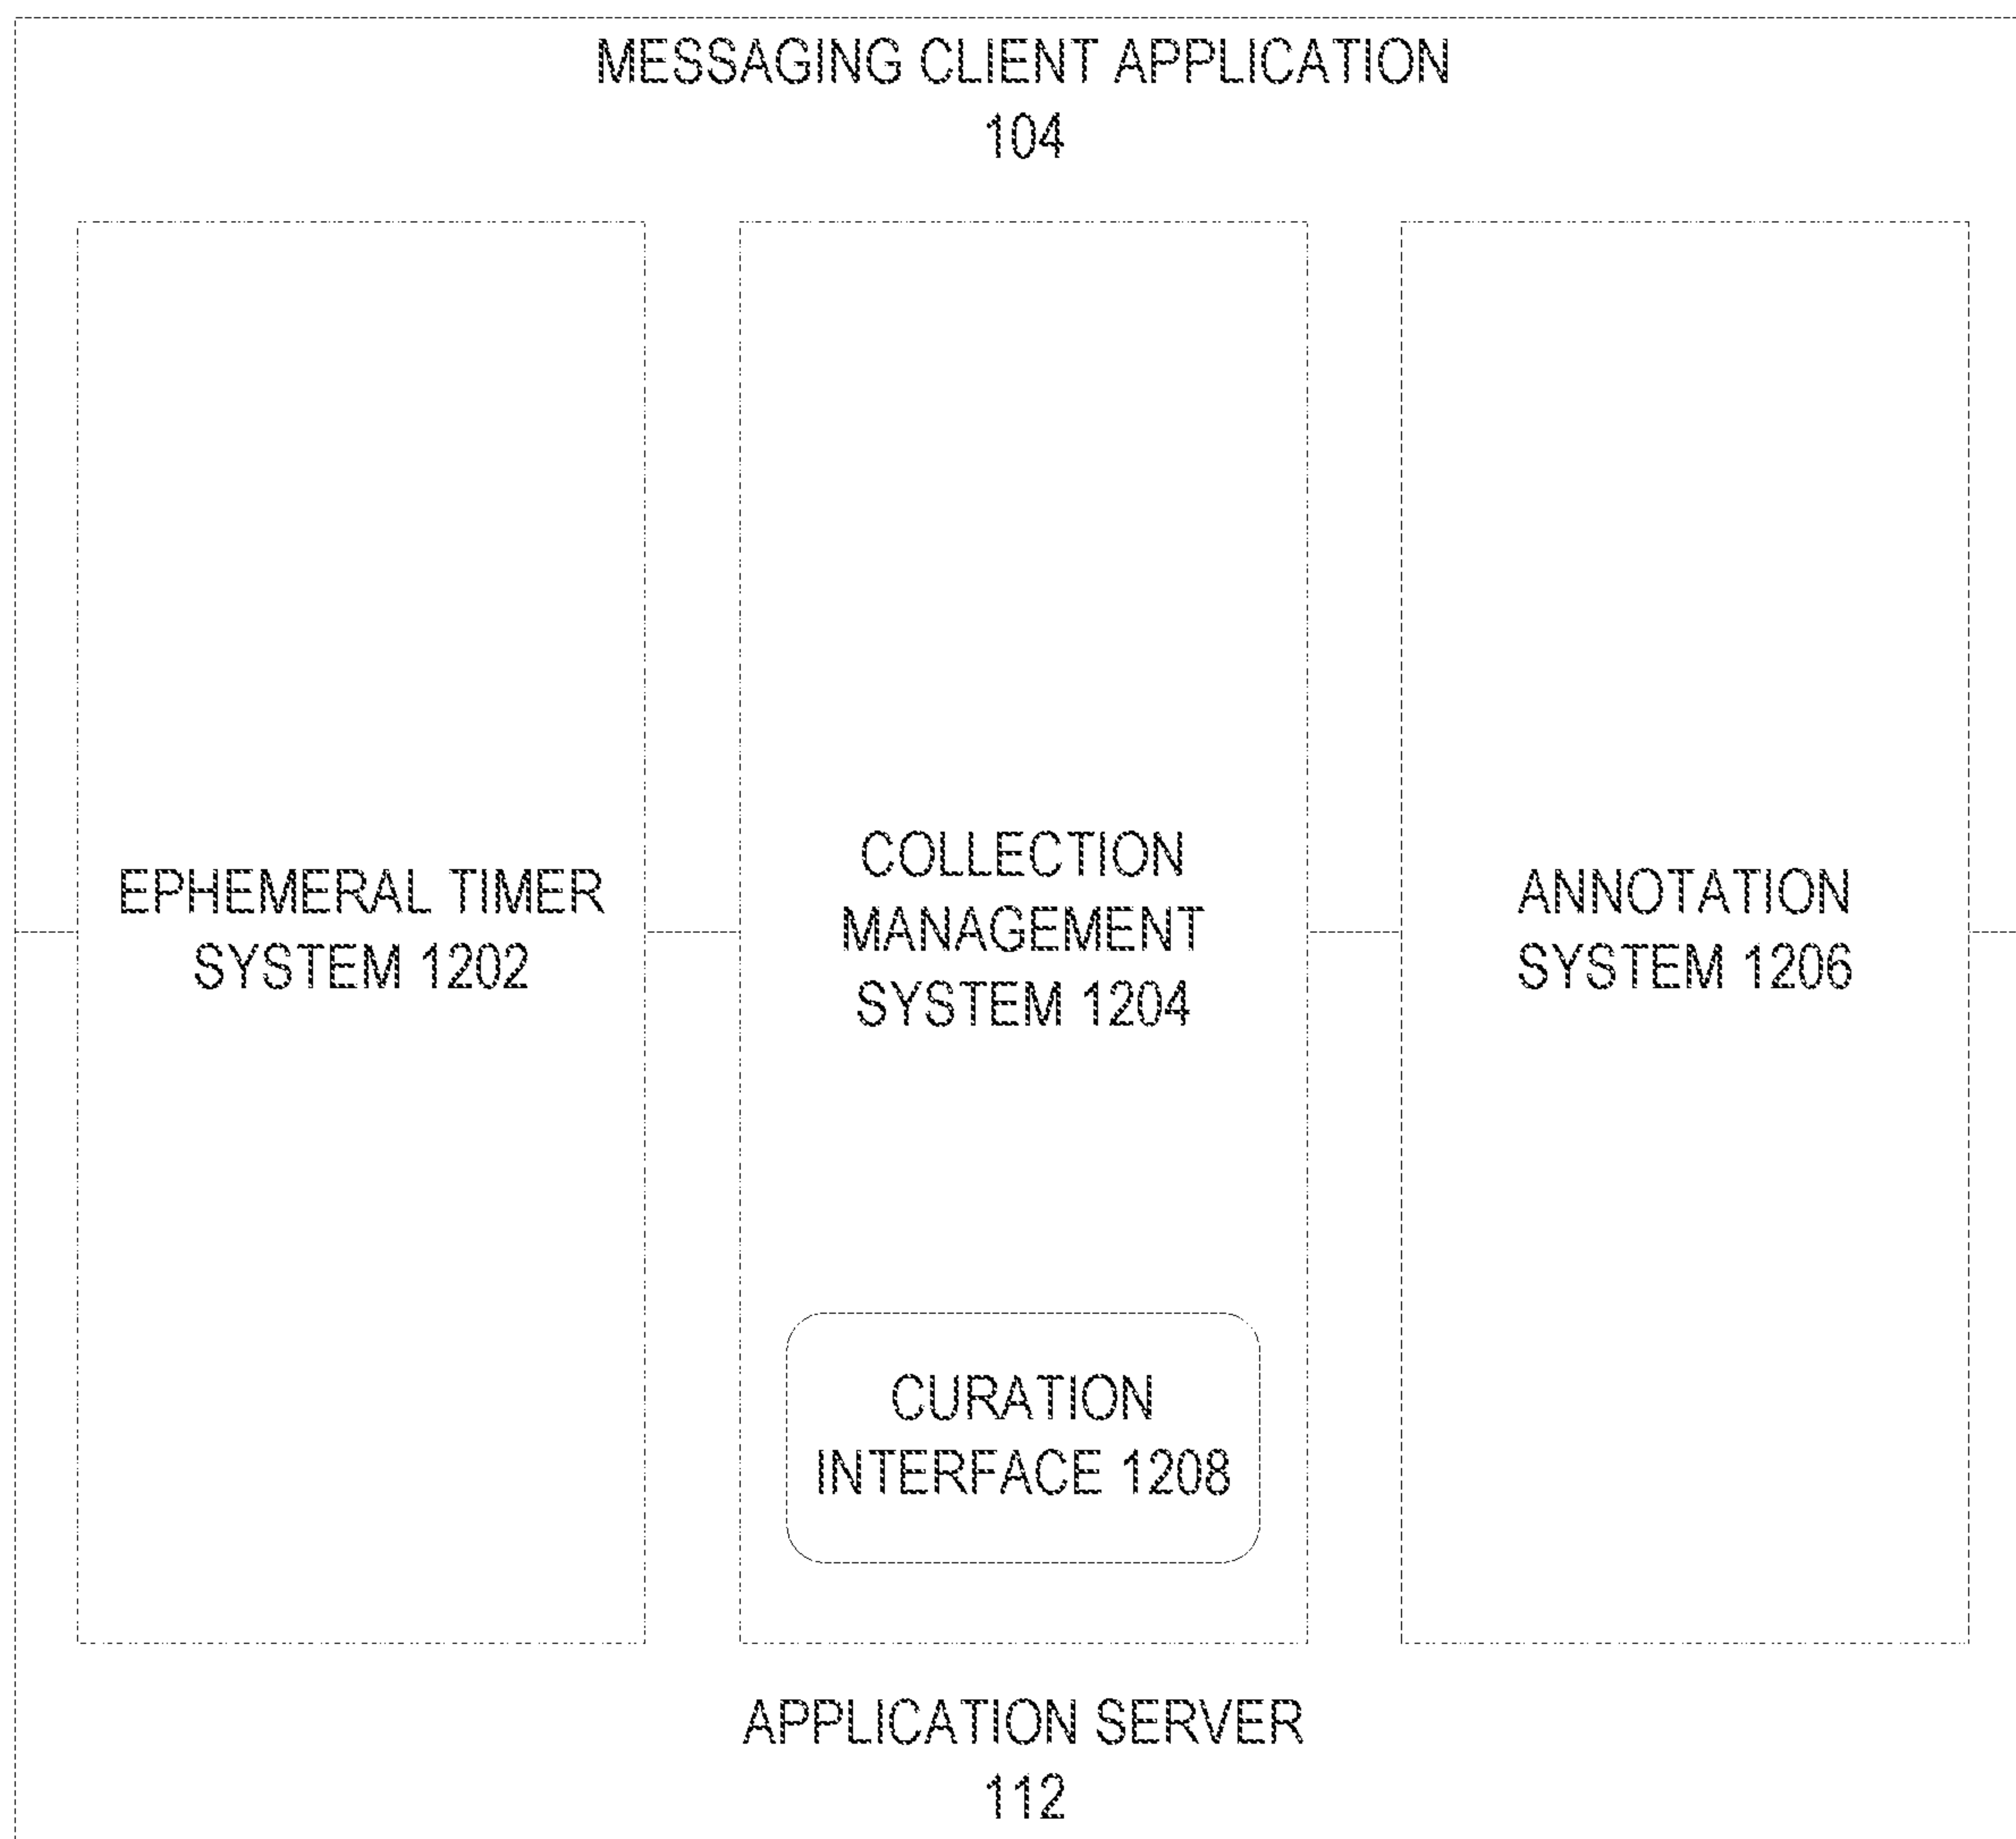 MESSAGING CLIENT APPLICATION
104
EPHEMERAL TIMER
SYSTEM 1202
COLLECTION
MANAGEMENT
SYSTEM 1204
ANNOTATION
SYSTEM 1206
CURATION
INTERFACE 1208
APPLICATION SERVER
112